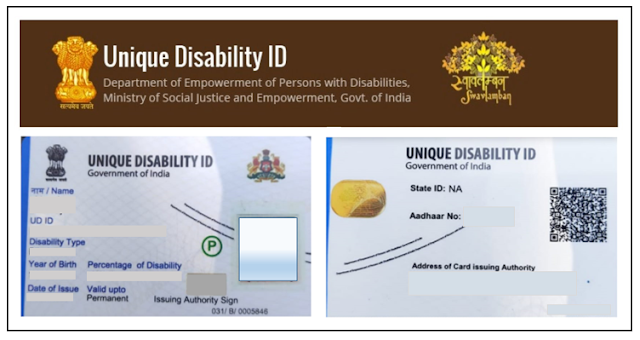 Unique Disability ID
Department of Empowerment of Persons with Disabilities,
Ministry of Social Justice and Empowerment, Govt. of India
सत्यमेव जयते
स्वावलम्बन
Swavlamban
UNIQUE DISABILITY ID
Government of India
नाम / Name
UD ID
Disability Type
P
Year of Birth Percentage of Disability
Date of Issue Valid upto
Permanent Issuing Authority Sign
031/ B/ 0005846
UNIQUE DISABILITY ID
Government of India
State ID: NA
Aadhaar No:
Address of Card issuing Authority